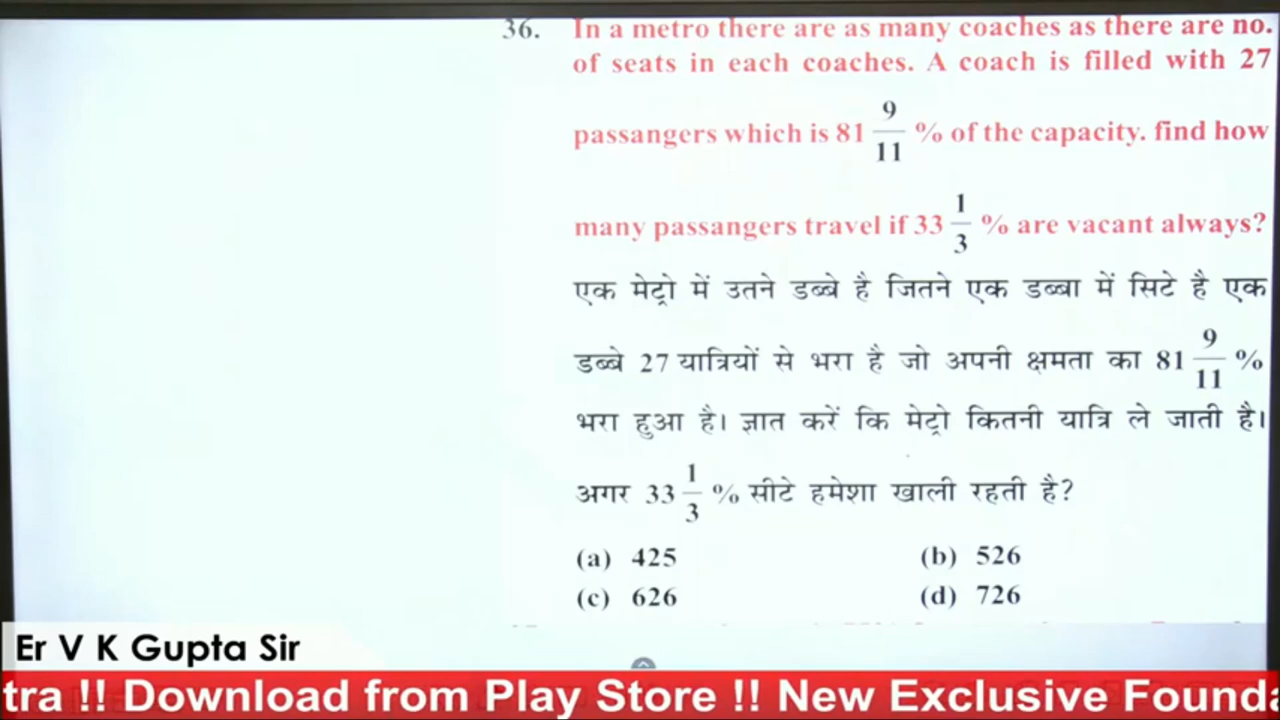 36. In a metro there are as many coaches as there are no.
of seats in each coaches. A coach is filled with 27
passangers which is 81 9/11 % of the capacity. find how
many passangers travel if 33 1/3 % are vacant always?
एक मेट्रो में उतने डब्बे है जितने एक डब्बा में सिटे है एक
डब्बे 27 यात्रियों से भरा है जो अपनी क्षमता का 81 9/11 %
भरा हुआ है। ज्ञात करें कि मेट्रो कितनी यात्रि ले जाती है।
अगर 33 1/3 % सीटे हमेशा खाली रहती है?
(a) 425 (b) 526
(c) 626 (d) 726
Er V K Gupta Sir
tra !! Download from Play Store !! New Exclusive Founda